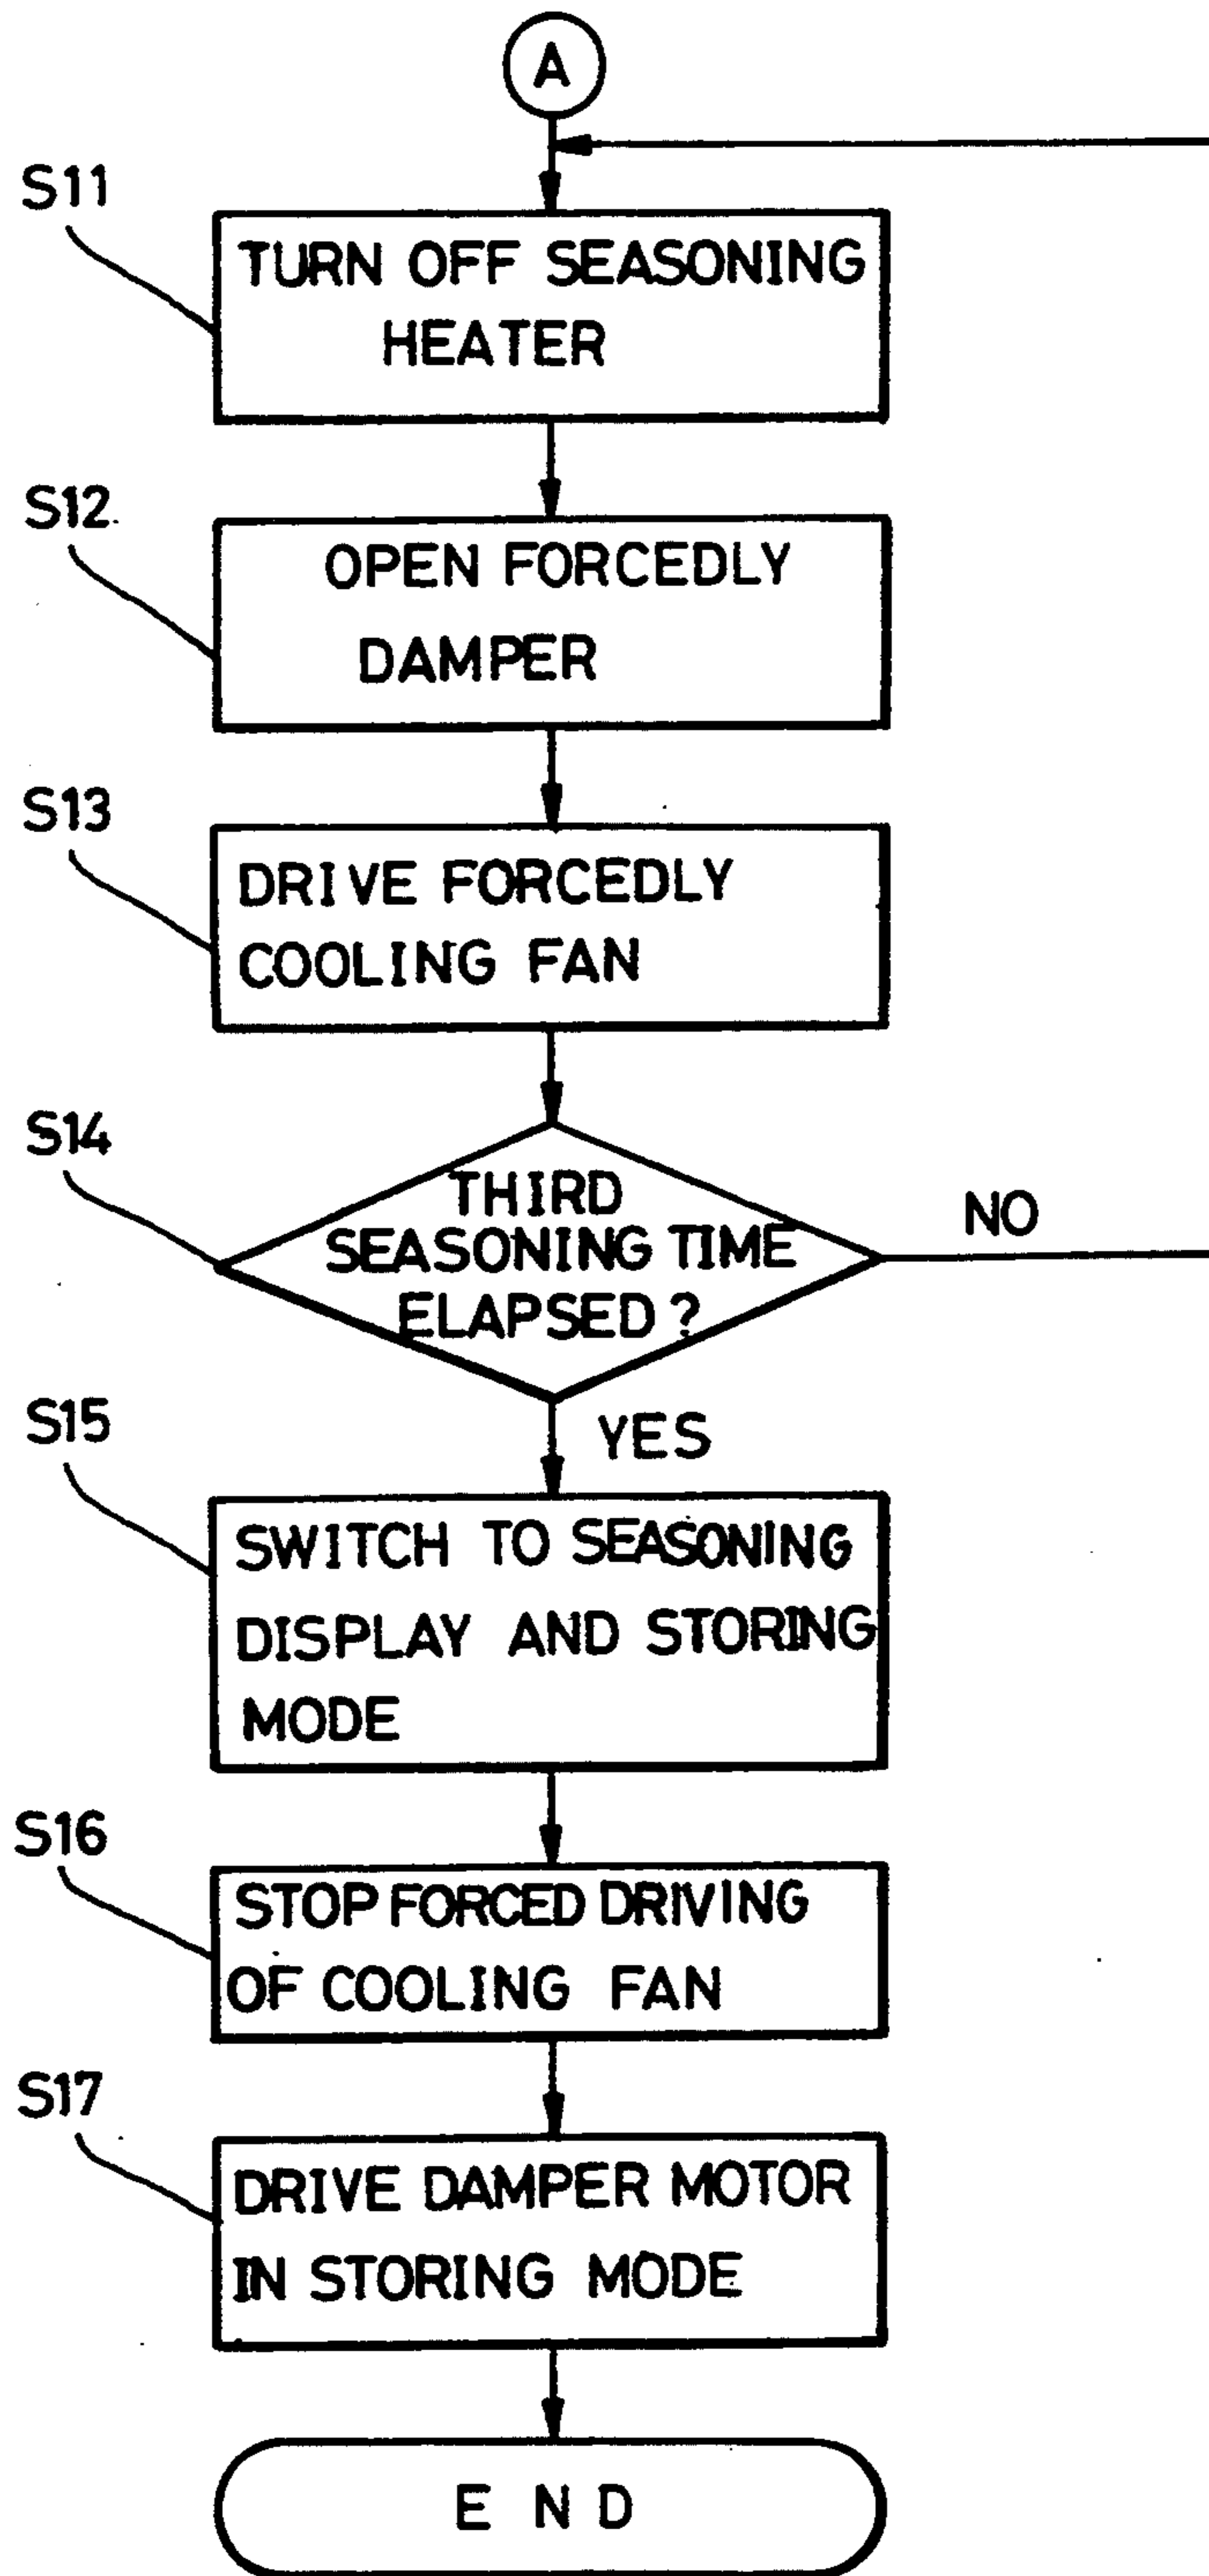 A
S11
TURN OFF SEASONING
HEATER
S12
OPEN FORCEDLY
DAMPER
S13
DRIVE FORCEDLY
COOLING FAN
S14
THIRD
SEASONING TIME
ELAPSED?
NO
YES
S15
SWITCH TO SEASONING
DISPLAY AND STORING
MODE
S16
STOP FORCED DRIVING
OF COOLING FAN
S17
DRIVE DAMPER MOTOR
IN STORING MODE
END